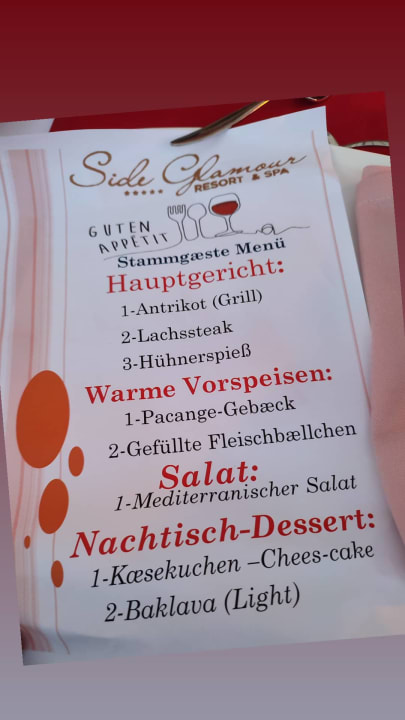 Side Glamour
★★★★★ RESORT & SPA
GUTEN
APPETIT
Stammgæste Menü
Hauptgericht:
1-Antrikot (Grill)
2-Lachssteak
3-Hühnerspieß
Warme Vorspeisen:
1-Pacange-Gebæck
2-Gefüllte Fleischbællchen
Salat:
1-Mediterranischer Salat
Nachtisch-Dessert:
1-Kæsekuchen –Chees-cake
2-Baklava (Light)